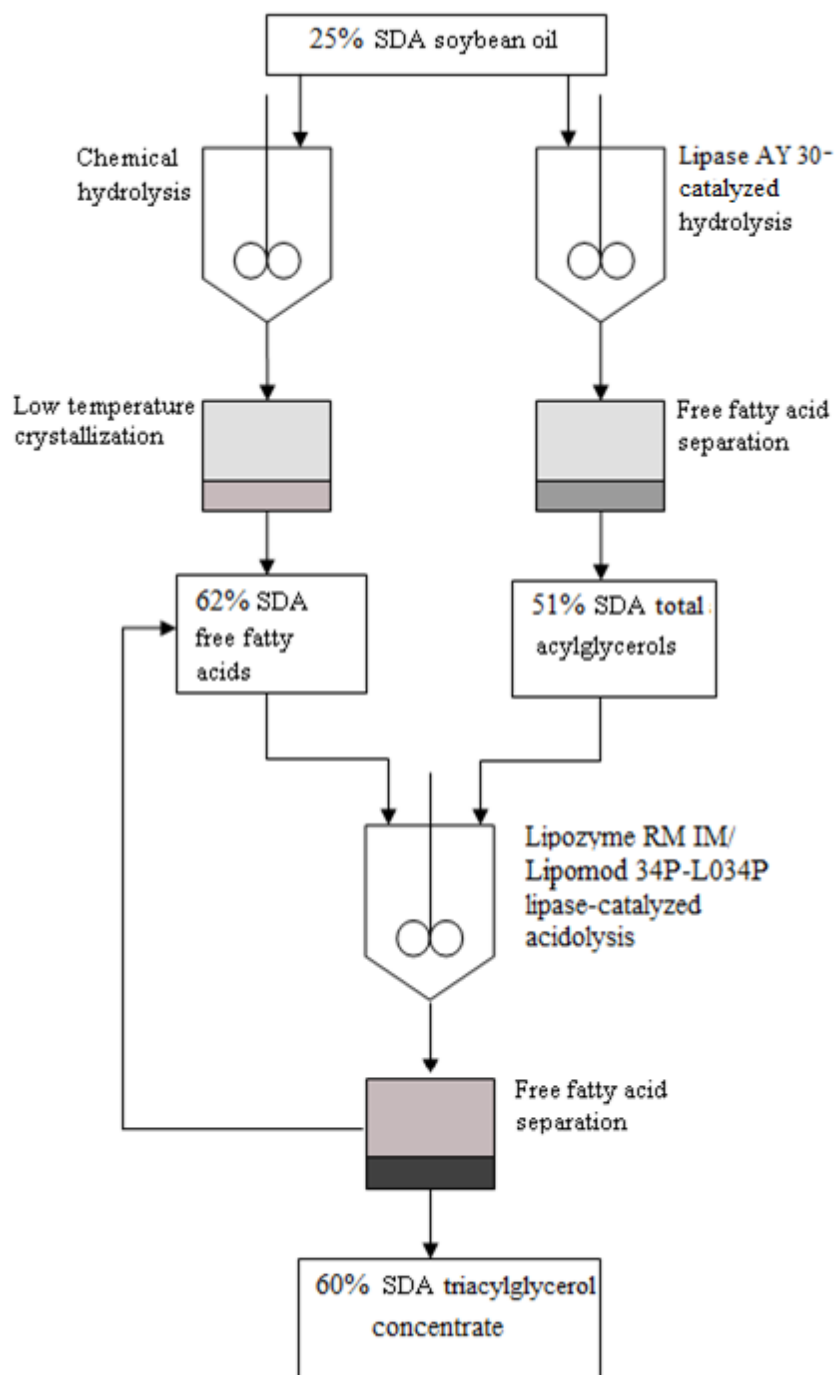 25% SDA soybean oil
Chemical
hydrolysis
Lipase AY 30-
catalyzed
hydrolysis
Low temperature
crystallization
Free fatty acid
separation
62% SDA
free fatty
acids
51% SDA total
acylglycerols
Lipozyme RM IM/
Lipomod 34P-L034P
lipase-catalyzed
acidolysis
Free fatty acid
separation
60% SDA triacylglycerol
concentrate